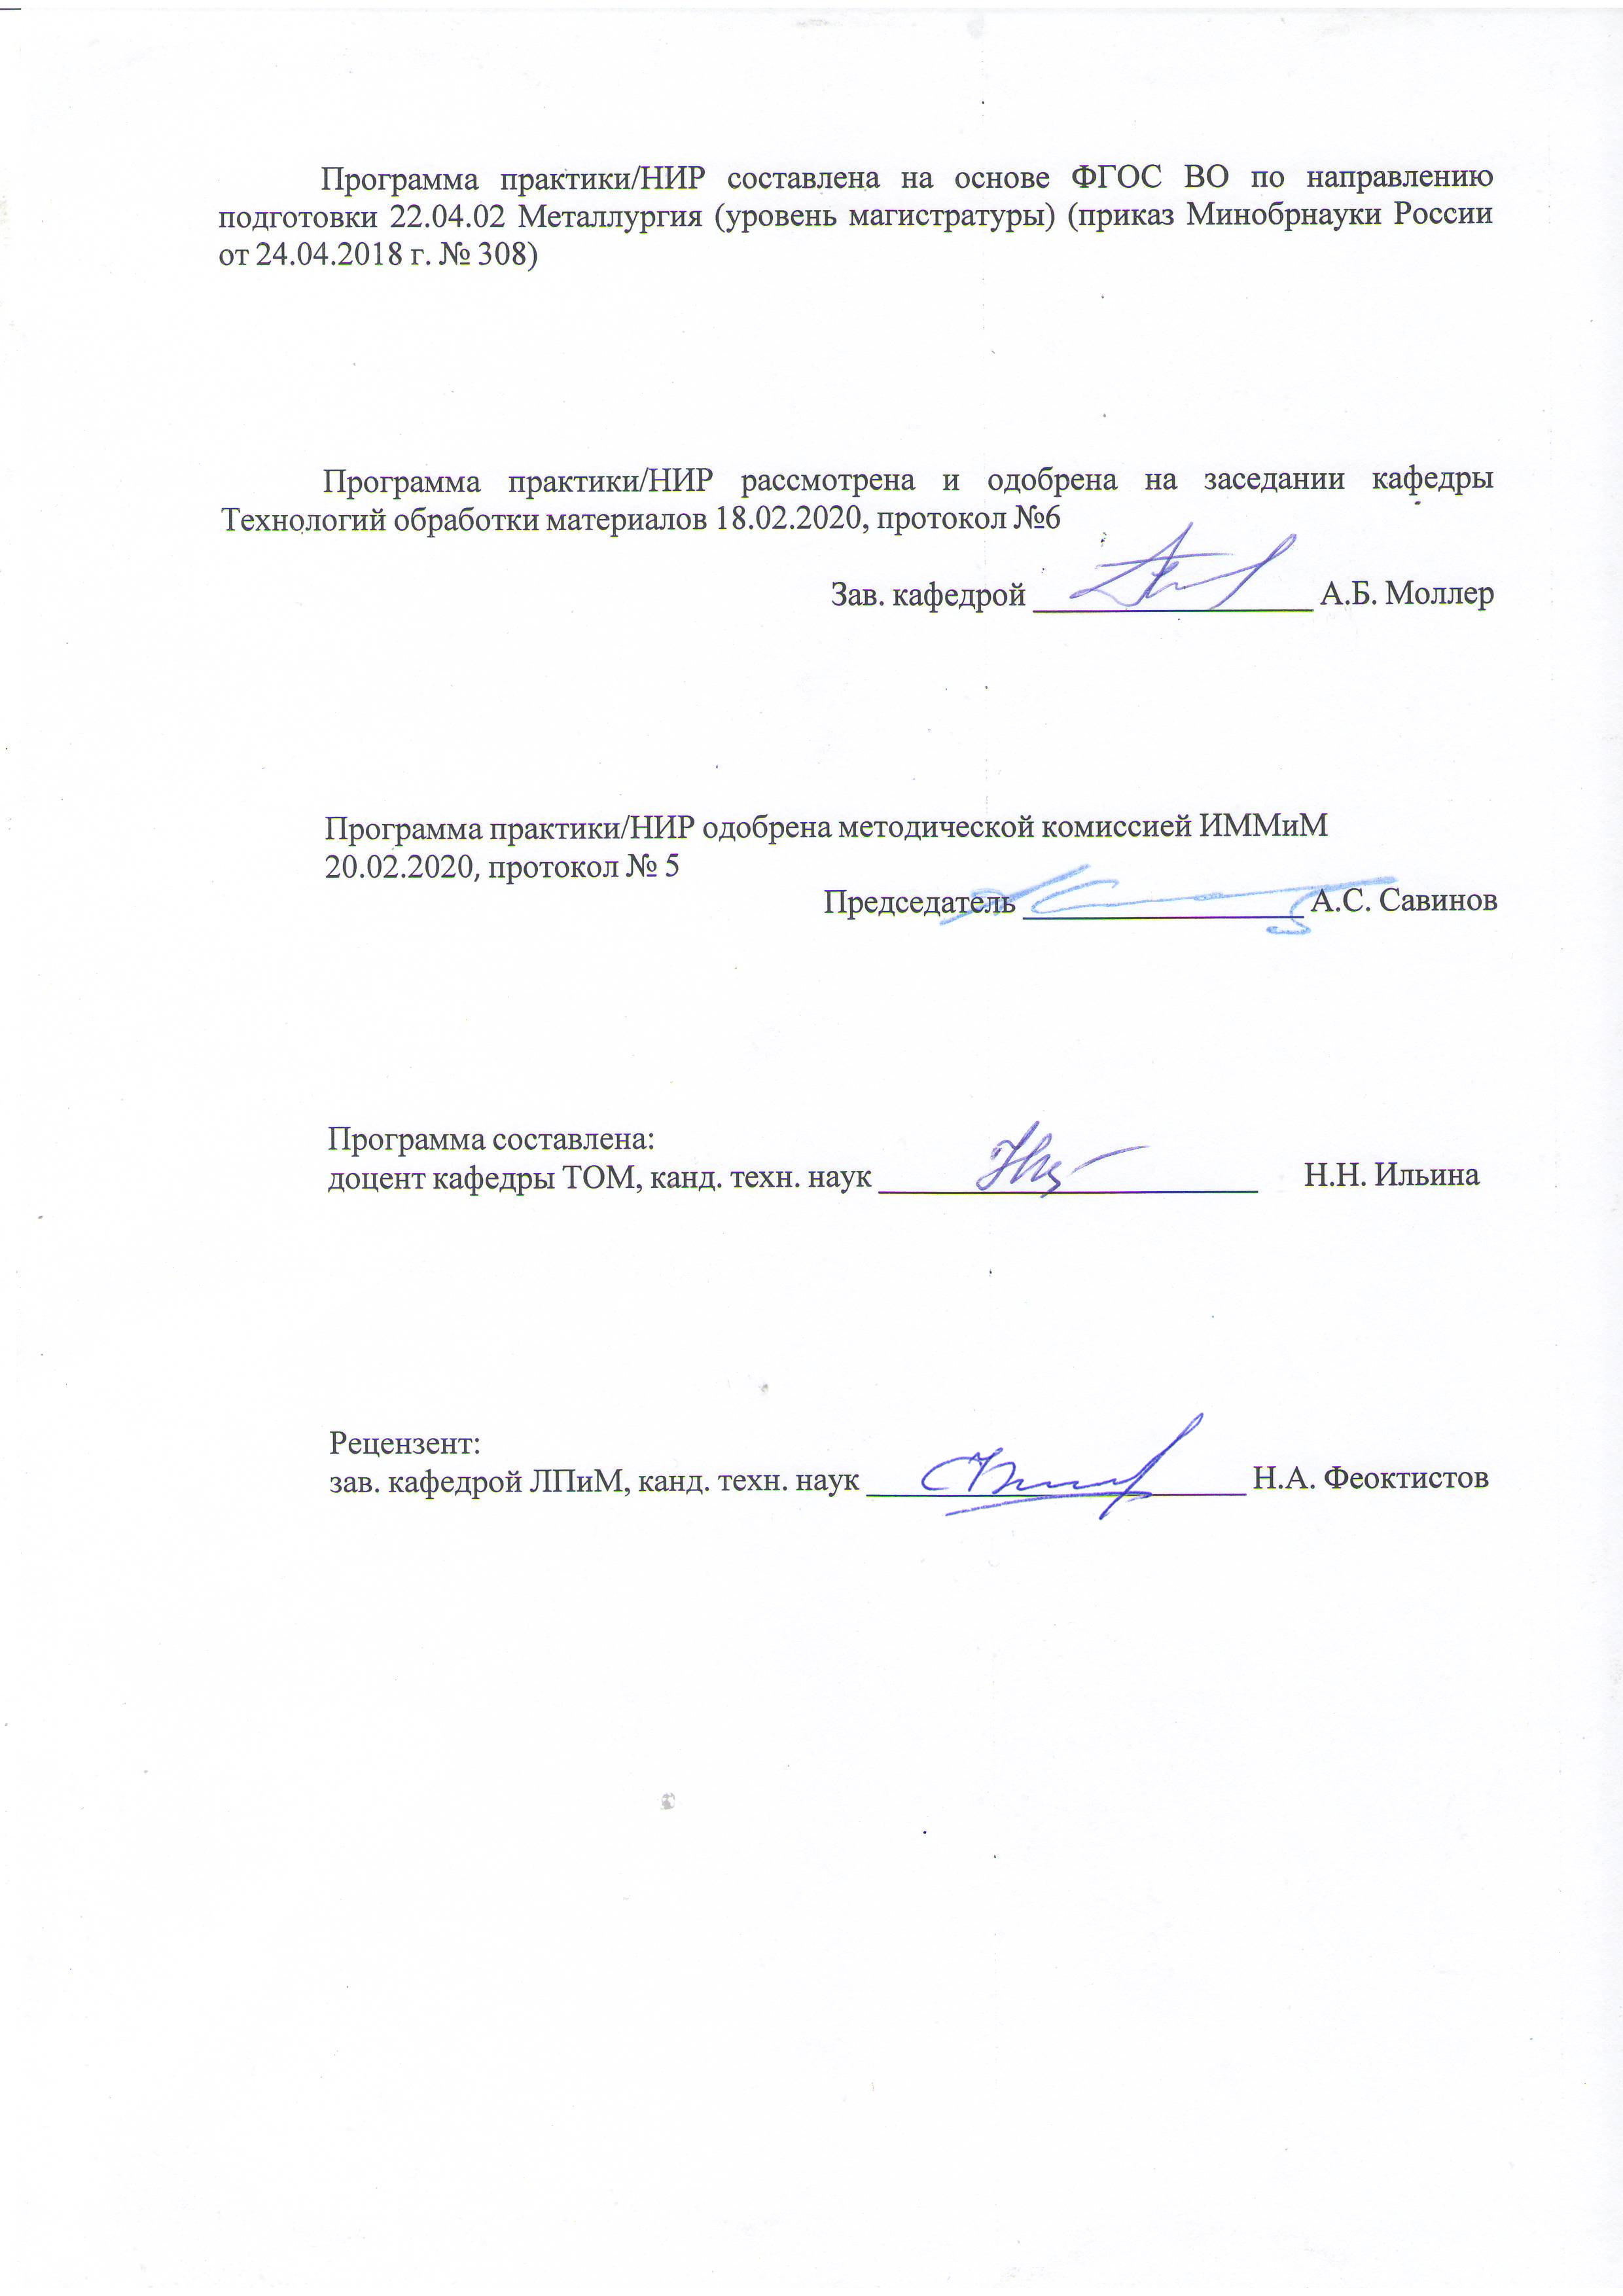 Программа практики/НИР составлена на основе ФГОС ВО по направлению
подготовки 22.04.02 Металлургия (уровень магистратуры) (приказ Минобрнауки России
от 24.04.2018 г. № 308)
Программа практики/НИР рассмотрена и одобрена на заседании кафедры
Технологий обработки материалов 18.02.2020, протокол №6
Зав. кафедрой ________________ А.Б. Моллер
Программа практики/НИР одобрена методической комиссией ИММиМ
20.02.2020, протокол № 5
Председатель ________________ А.С. Савинов
Программа составлена:
доцент кафедры ТОМ, канд. техн. наук ______________________ Н.Н. Ильина
Рецензент:
зав. кафедрой ЛПиМ, канд. техн. наук ______________________ Н.А. Феоктистов